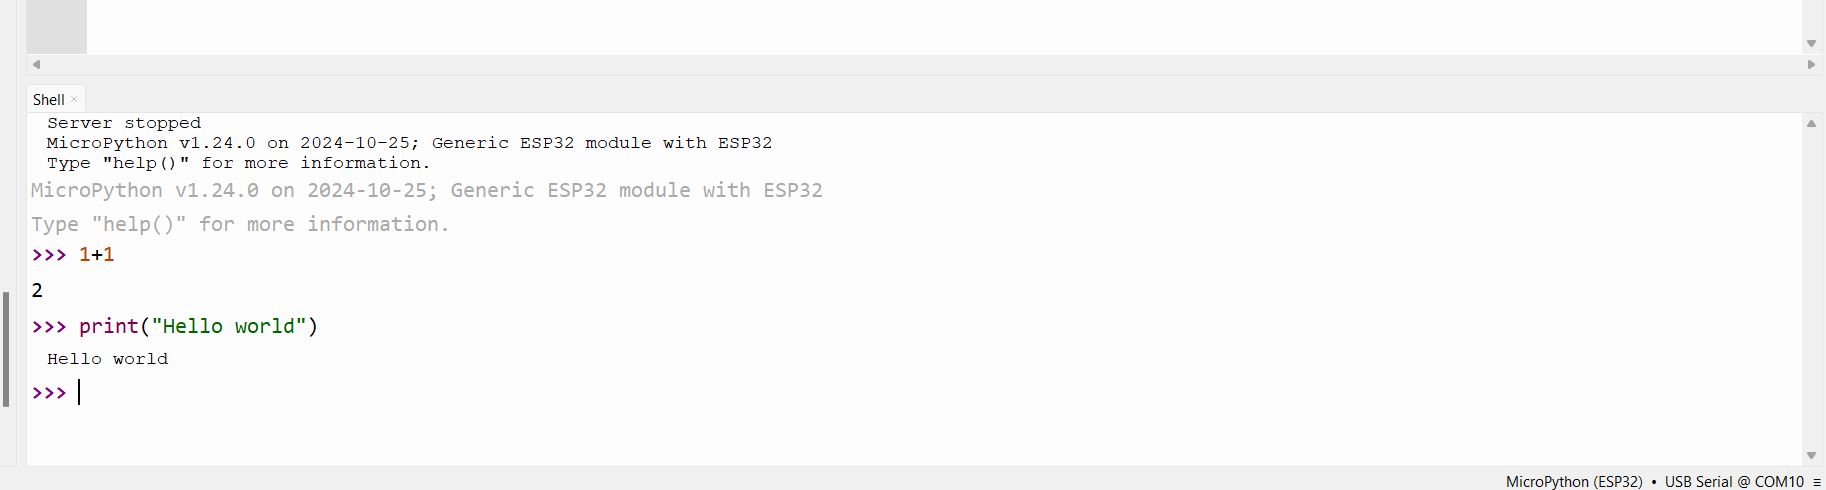 Shell ×
Server stopped
MicroPython v1.24.0 on 2024-10-25; Generic ESP32 module with ESP32
Type "help()" for more information.
MicroPython v1.24.0 on 2024-10-25; Generic ESP32 module with ESP32
Type "help()" for more information.
>>> 1+1
2
>>> print("Hello world")
Hello world
>>>
MicroPython (ESP32) • USB Serial @ COM10 ≡